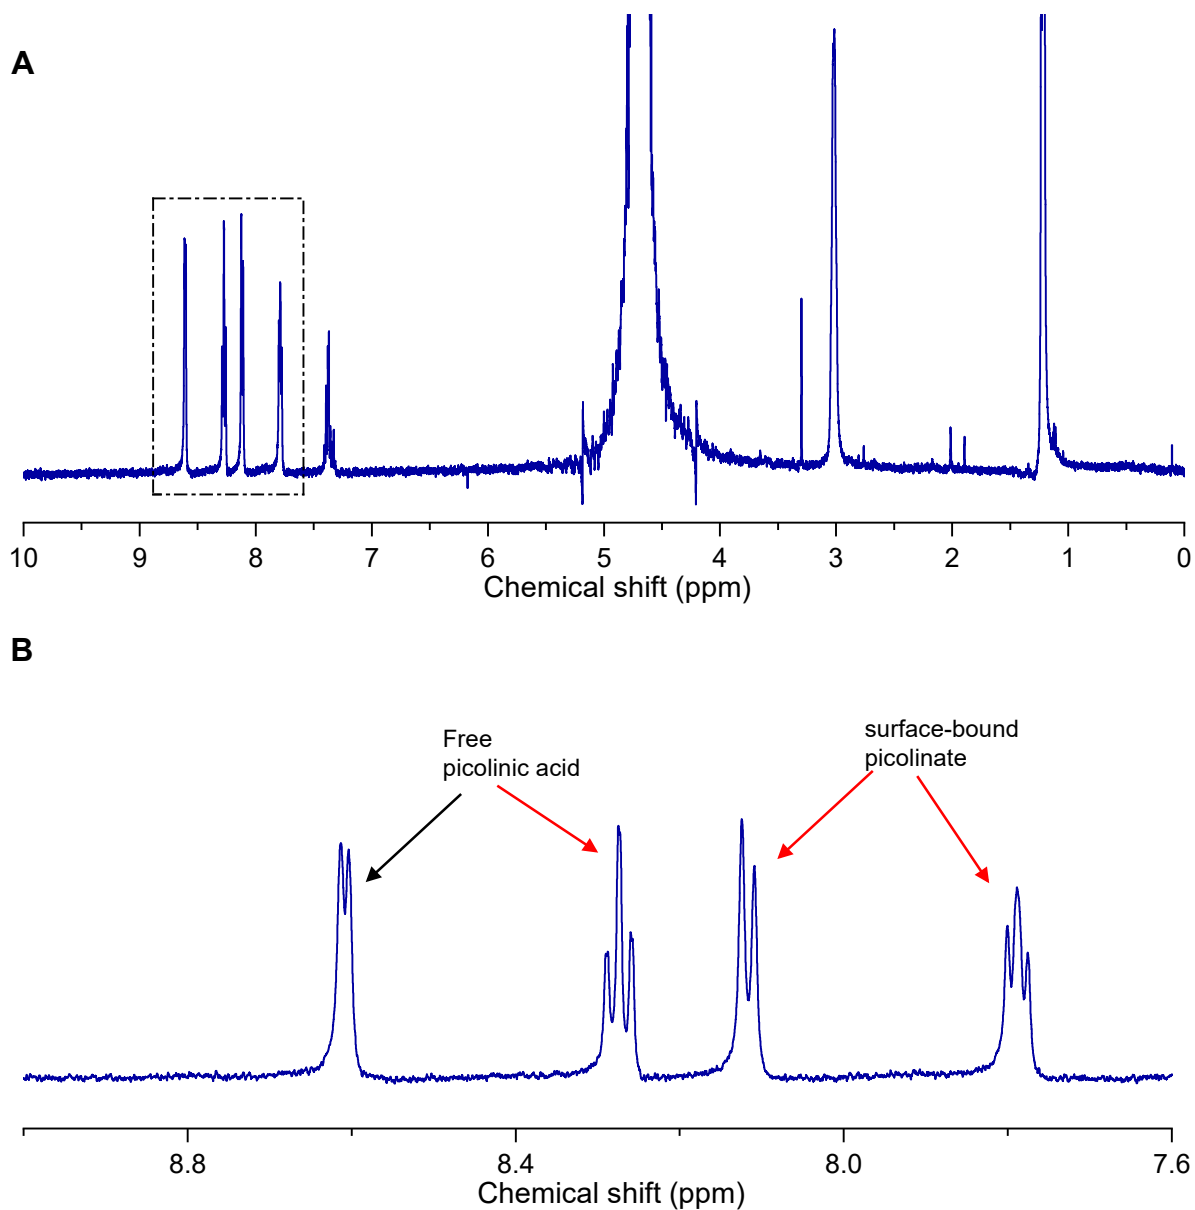 A
10 9 8 7 6 5 4 3 2 1 0
Chemical shift (ppm)
B
Free
picolinic acid
surface-bound
picolinate
8.8 8.4 8.0 7.6
Chemical shift (ppm)